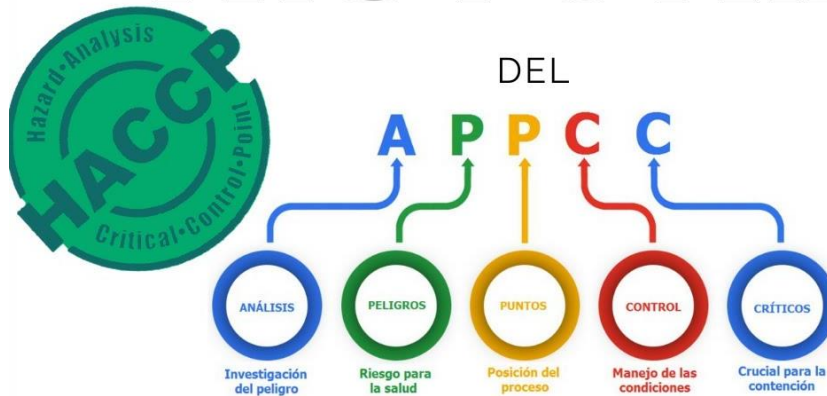 Hazard•Analysis
HACCP
Critical•Control•Point
DEL
A P P C C
ANÁLISIS
PELIGROS
PUNTOS
CONTROL
CRÍTICOS
Investigación
del peligro
Riesgo para
la salud
Posición del
proceso
Manejo de las
condiciones
Crucial para la
contención